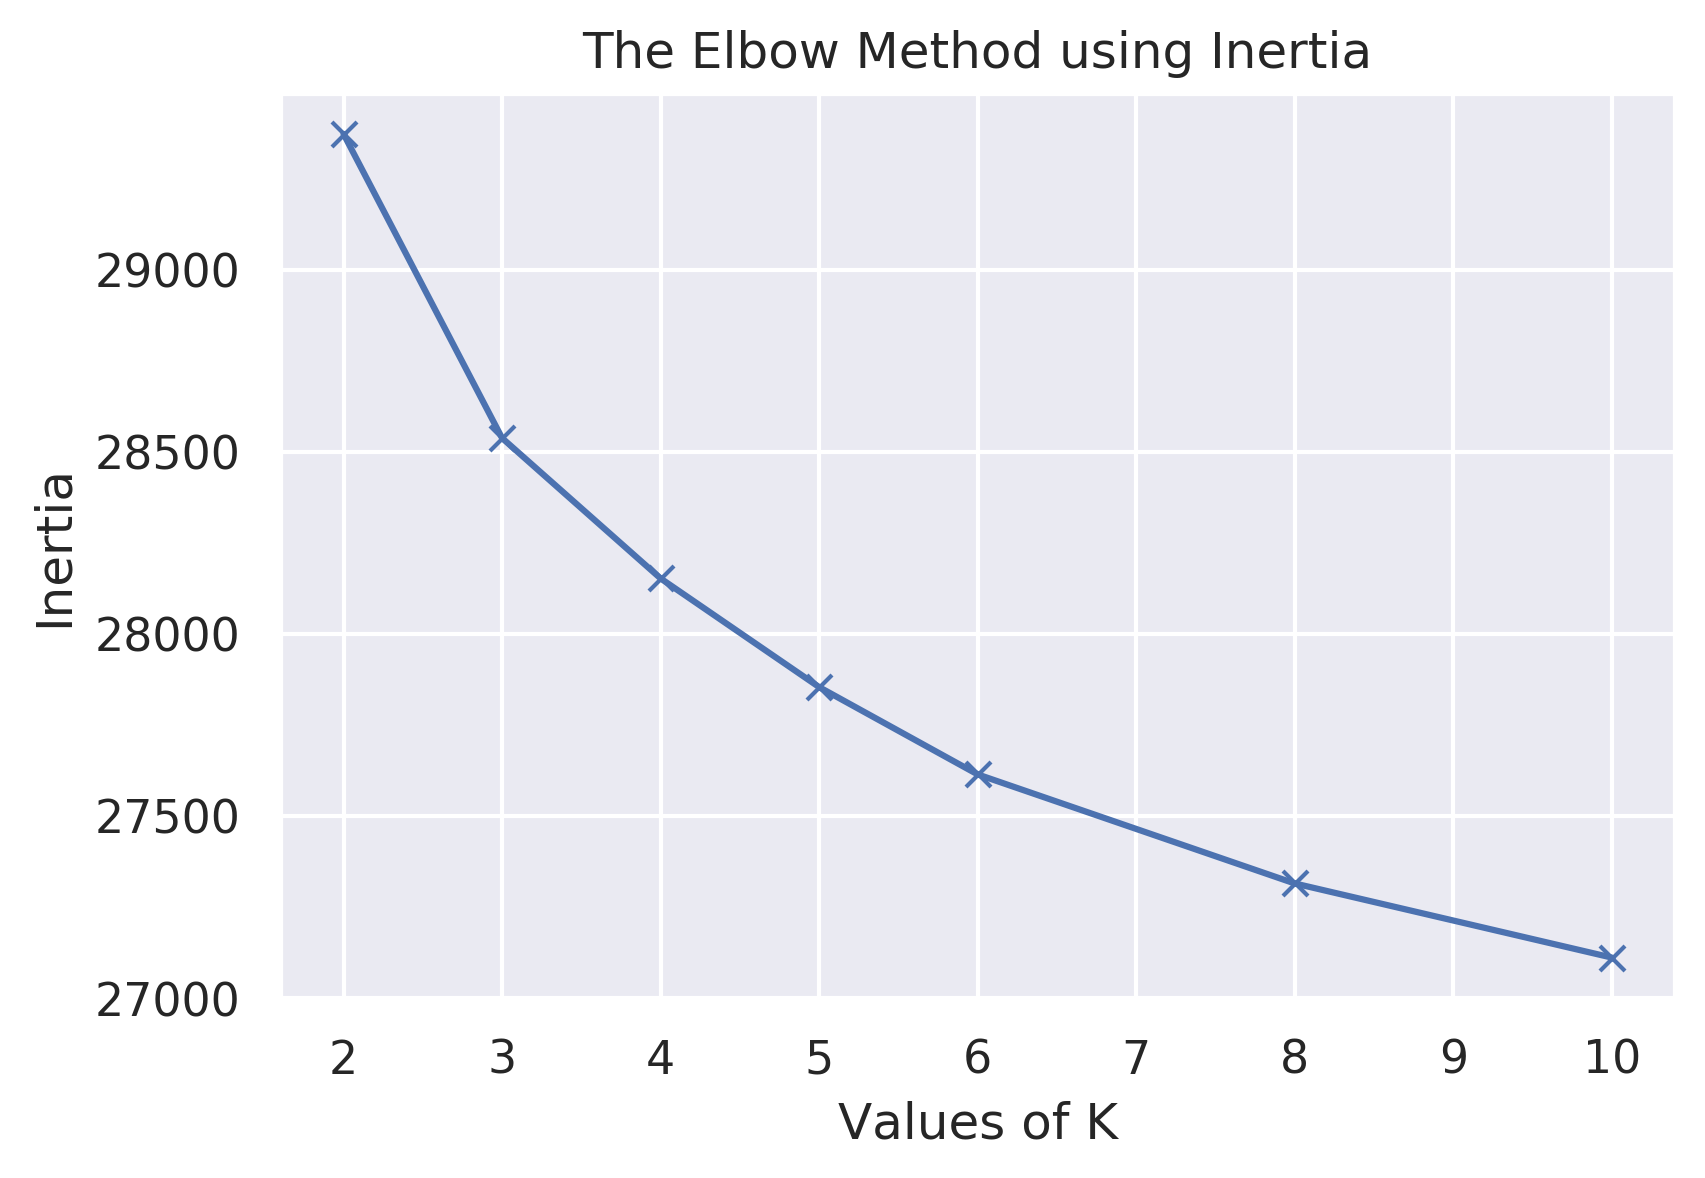 The Elbow Method using Inertia
29000
28500
28000
27500
27000
Inertia
2 3 4 5 6 7 8 9 10
Values of K